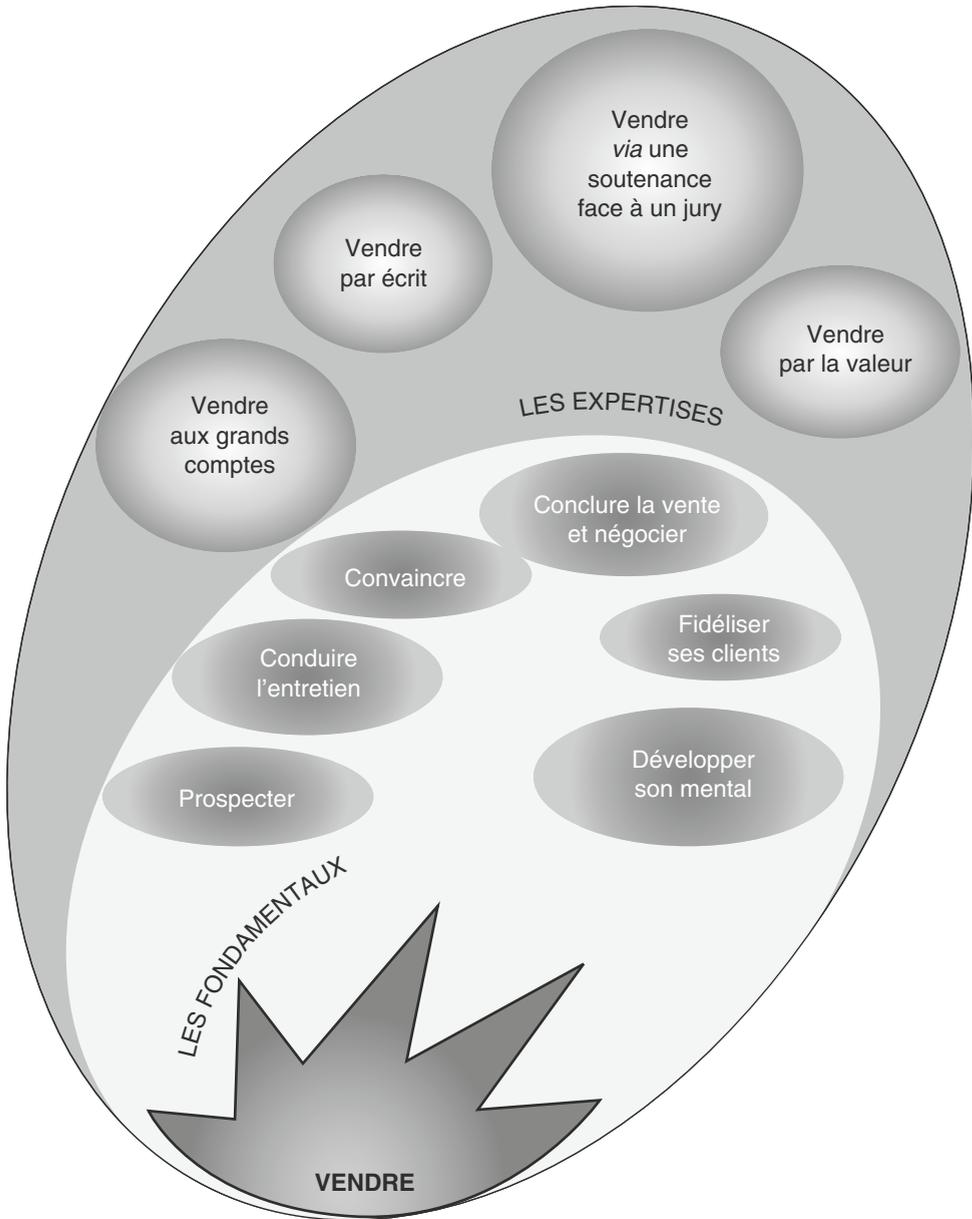 Vendre
via une
soutenance
face à un jury
Vendre
par écrit
Vendre
par la valeur
Vendre
aux grands
comptes
LES EXPERTISES
Conclure la vente
et négocier
Convaincre
Fidéliser
ses clients
Conduire
l'entretien
Développer
son mental
Prospecter
LES FONDAMENTAUX
VENDRE